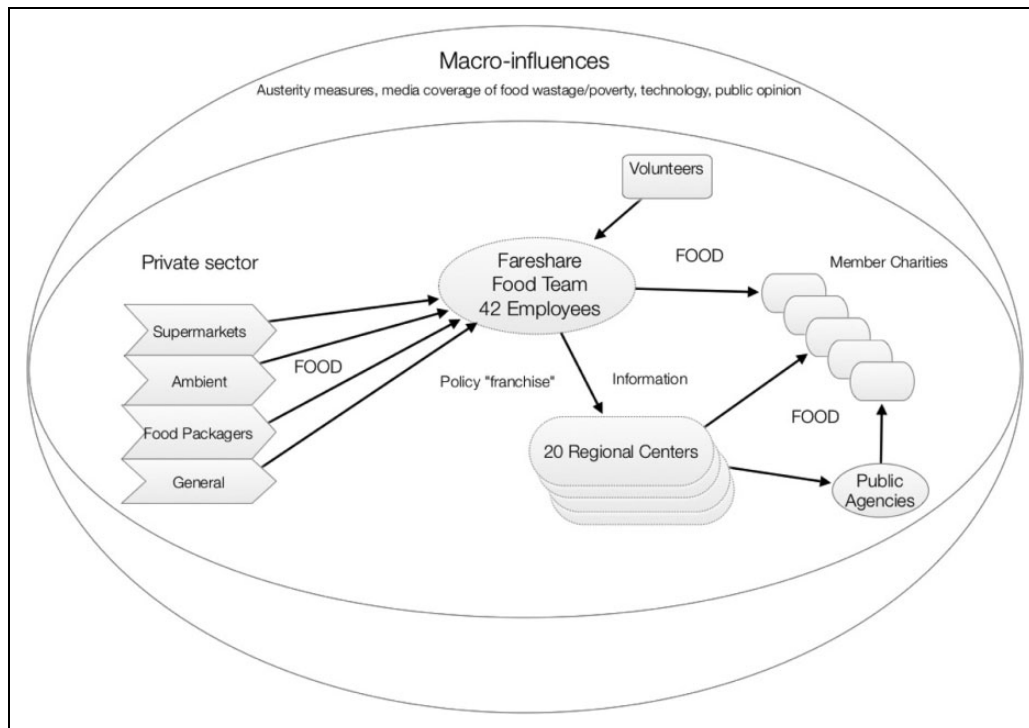 Macro-influences
Austerity measures, media coverage of food wastage/poverty, technology, public opinion
Volunteers
Private sector
Supermarkets
Ambient
Food Packagers
General
FOOD
Fareshare
Food Team
42 Employees
FOOD
Member Charities
Policy "franchise"
Information
20 Regional Centers
FOOD
Public
Agencies